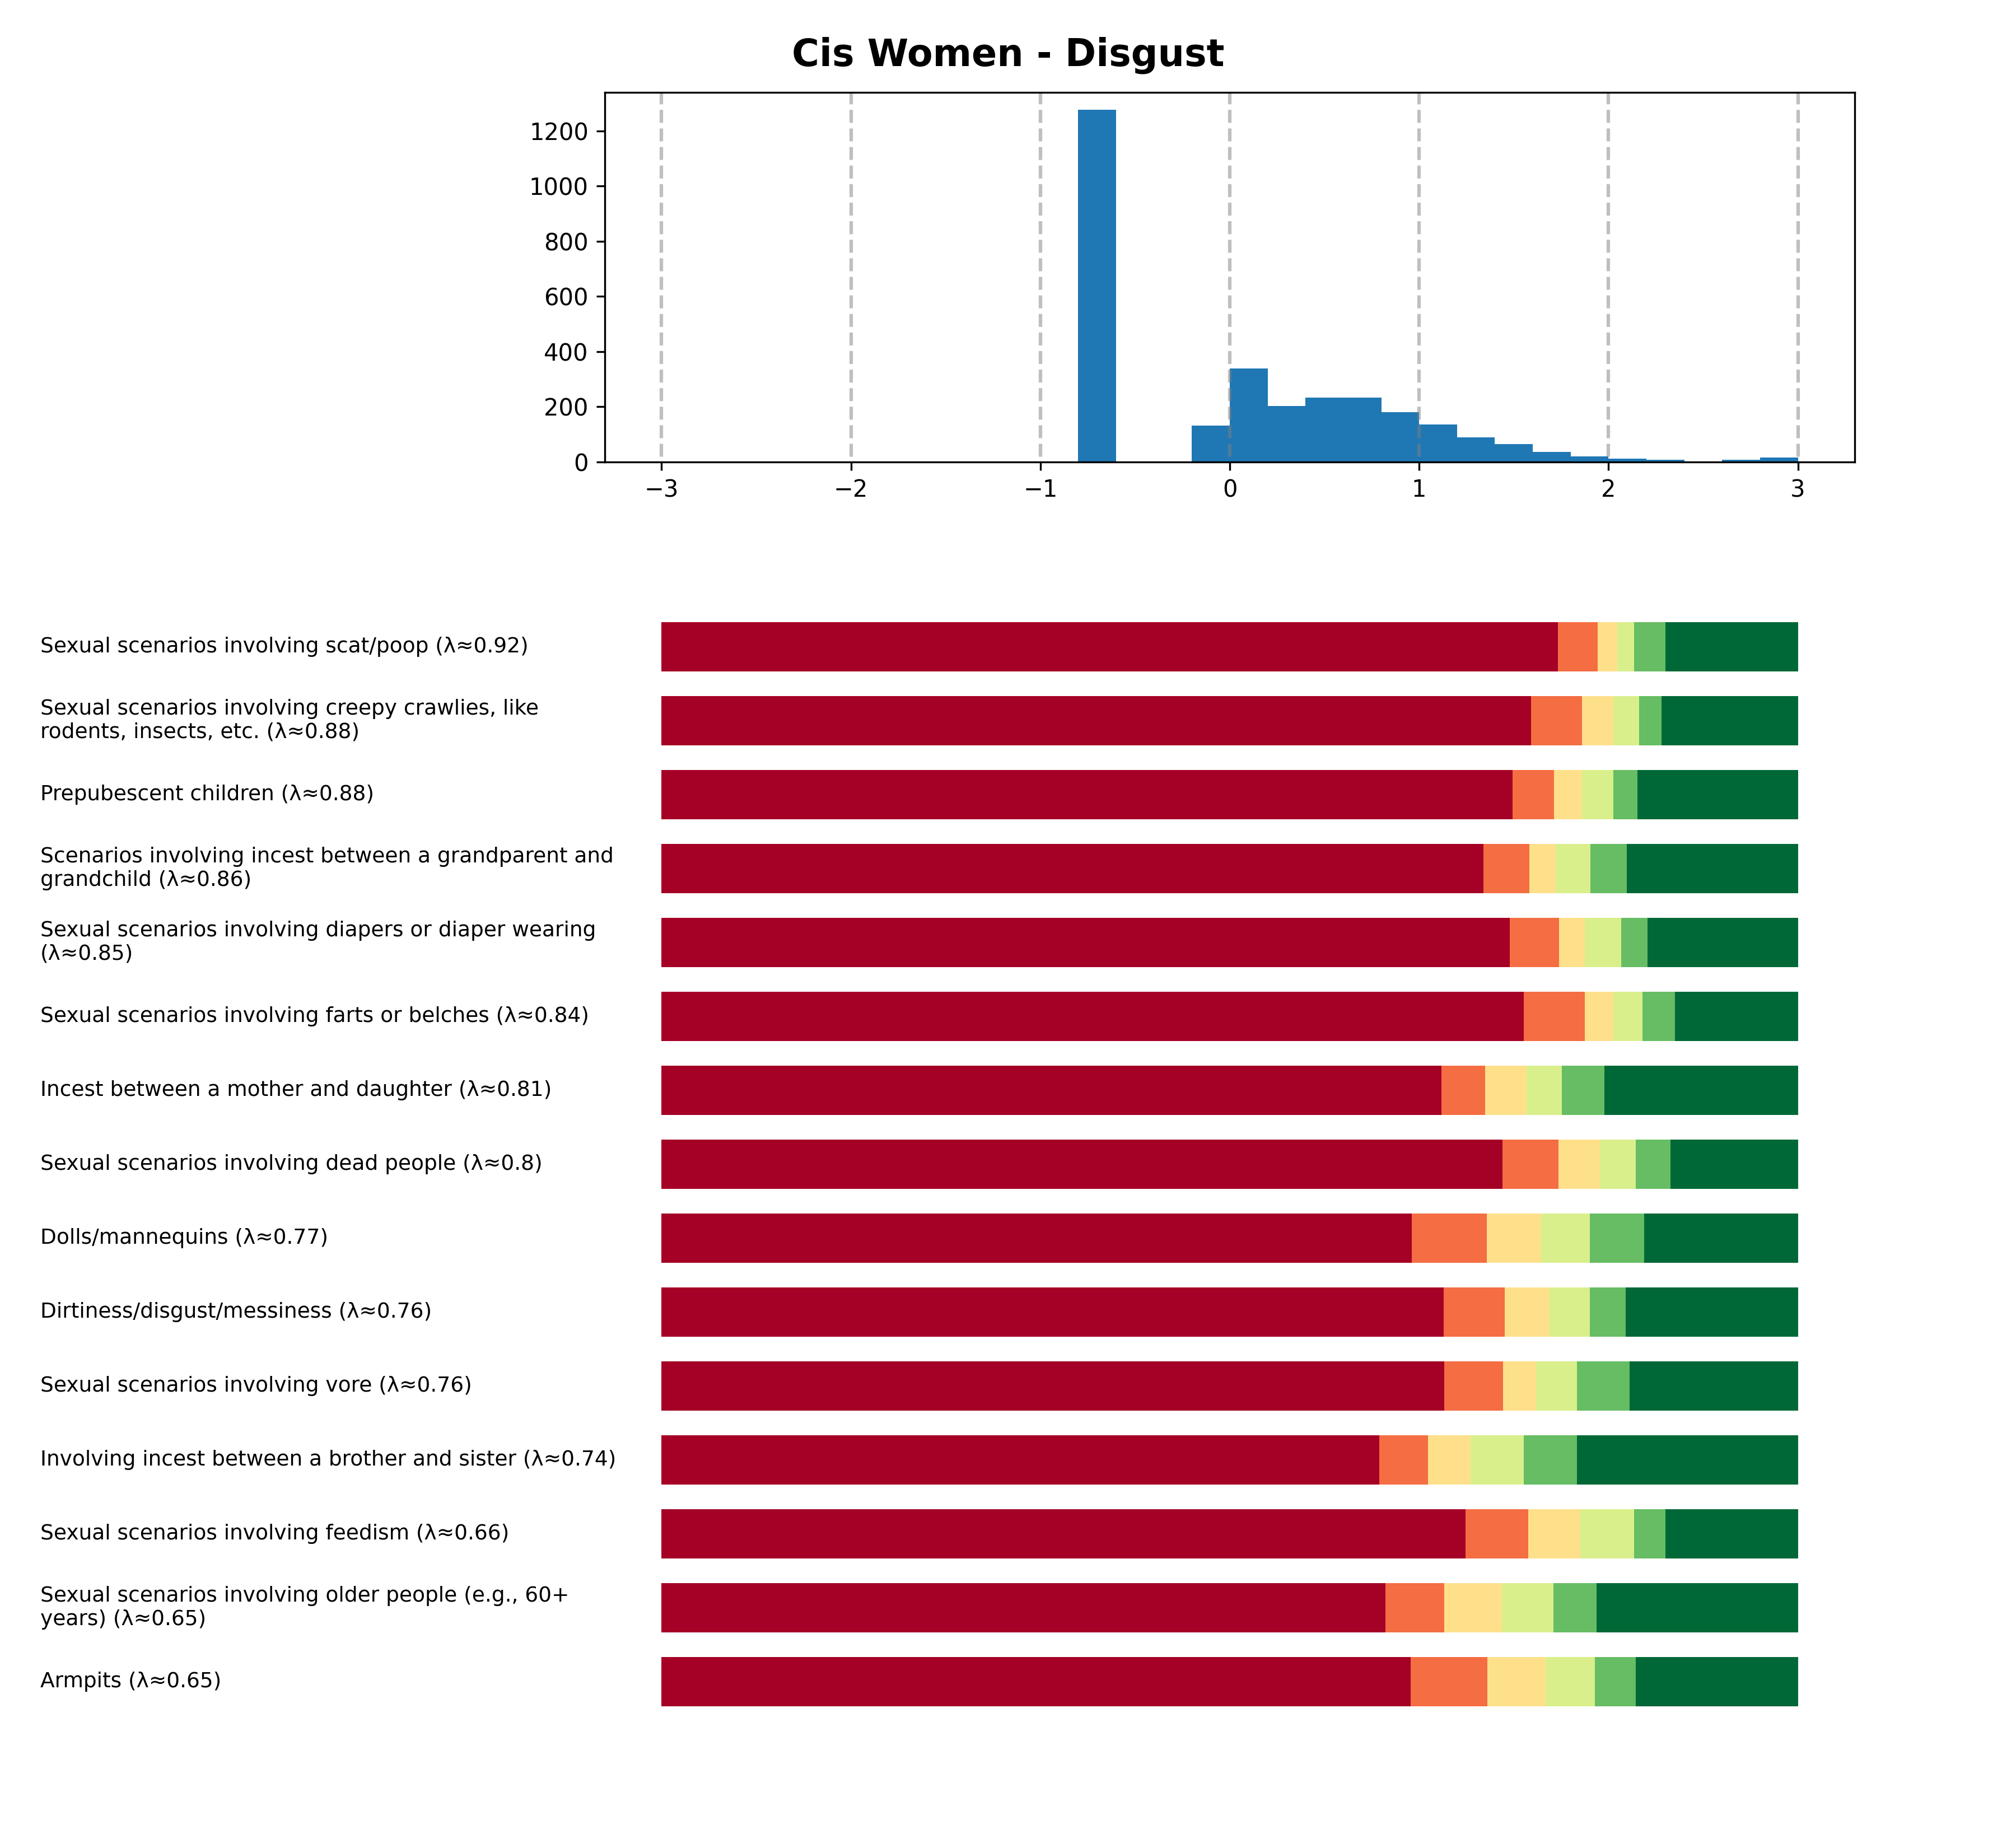 Cis Women - Disgust
1200
1000
800
600
400
200
0
−3 −2 −1 0 1 2 3
Sexual scenarios involving scat/poop (λ≈0.92)
Sexual scenarios involving creepy crawlies, like
rodents, insects, etc. (λ≈0.88)
Prepubescent children (λ≈0.88)
Scenarios involving incest between a grandparent and
grandchild (λ≈0.86)
Sexual scenarios involving diapers or diaper wearing
(λ≈0.85)
Sexual scenarios involving farts or belches (λ≈0.84)
Incest between a mother and daughter (λ≈0.81)
Sexual scenarios involving dead people (λ≈0.8)
Dolls/mannequins (λ≈0.77)
Dirtiness/disgust/messiness (λ≈0.76)
Sexual scenarios involving vore (λ≈0.76)
Involving incest between a brother and sister (λ≈0.74)
Sexual scenarios involving feedism (λ≈0.66)
Sexual scenarios involving older people (e.g., 60+
years) (λ≈0.65)
Armpits (λ≈0.65)